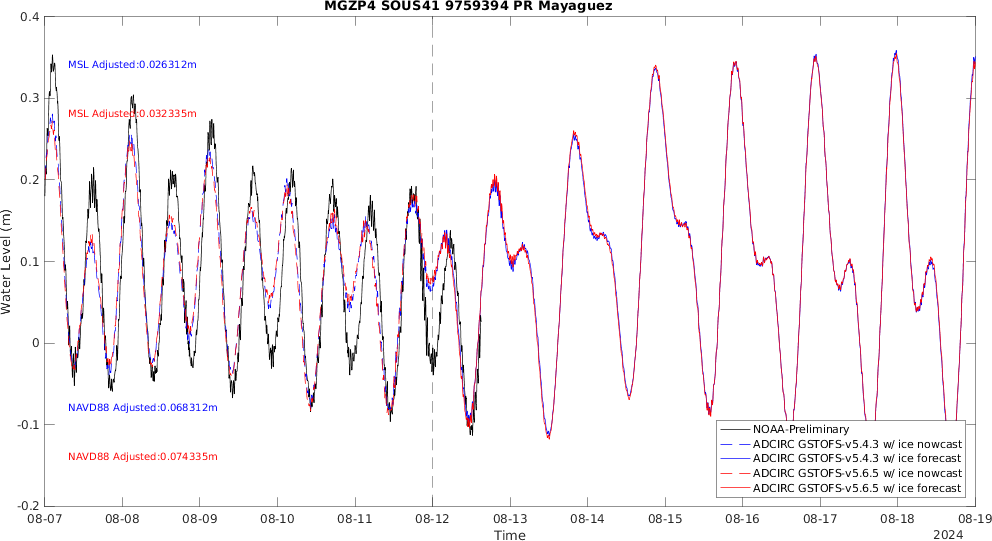 MGZP4 SOUS41 9759394 PR Mayaguez
0.4
0.3
0.2
0.1
0
-0.1
-0.2
Water Level (m)
MSL Adjusted:0.026312m
MSL Adjusted:0.032335m
NAVD88 Adjusted:0.068312m
NAVD88 Adjusted:0.074335m
NOAA-Preliminary
ADCIRC GSTOFS-v5.4.3 w/ ice nowcast
ADCIRC GSTOFS-v5.4.3 w/ ice forecast
ADCIRC GSTOFS-v5.6.5 w/ ice nowcast
ADCIRC GSTOFS-v5.6.5 w/ ice forecast
08-07 08-08 08-09 08-10 08-11 08-12 08-13 08-14 08-15 08-16 08-17 08-18 08-19
Time
2024